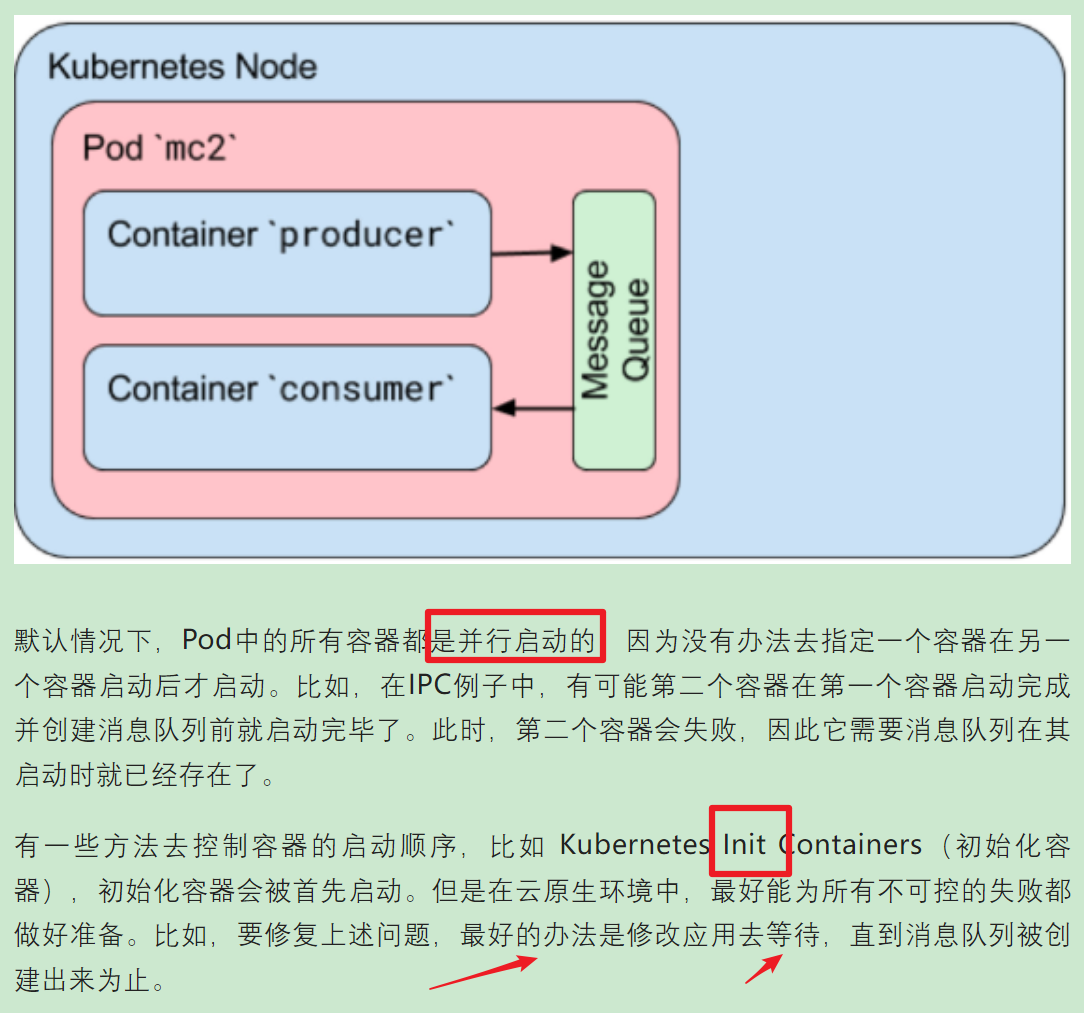 Kubernetes Node
Pod `mc2`
Container `producer`
Container `consumer`
Message
Queue
默认情况下，Pod中的所有容器都是并行启动的 因为没有办法去指定一个容器在另一
个容器启动后才启动。比如，在IPC例子中，有可能第二个容器在第一个容器启动完成
并创建消息队列前就启动完毕了。此时，第二个容器会失败，因此它需要消息队列在其
启动时就已经存在了。
有一些方法去控制容器的启动顺序，比如 Kubernetes Init Containers（初始化容
器），初始化容器会被首先启动。但是在云原生环境中，最好能为所有不可控的失败都
做好准备。比如，要修复上述问题，最好的办法是修改应用去等待，直到消息队列被创
建出来为止。